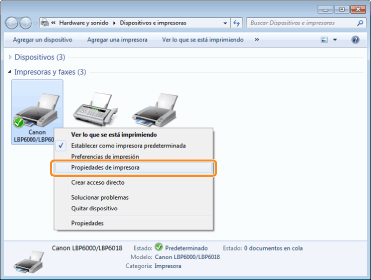 « Hardware y sonido ▸ Dispositivos e impresoras
Buscar Dispositivos e impresoras
Agregar un dispositivo Agregar una impresora Ver lo que se está imprimiendo »
Dispositivos (3)
Impresoras y faxes (3)
Canon
LBP6000/LBP60
Ver lo que se está imprimiendo
Establecer como impresora predeterminada
Preferencias de impresión
Propiedades de impresora
Crear acceso directo
Solucionar problemas
Quitar dispositivo
Propiedades
Canon LBP6000/LBP6018 Estado: Predeterminado Estado: 0 documentos en cola
Modelo: Canon LBP6000/LBP6018
Categoría: Impresora